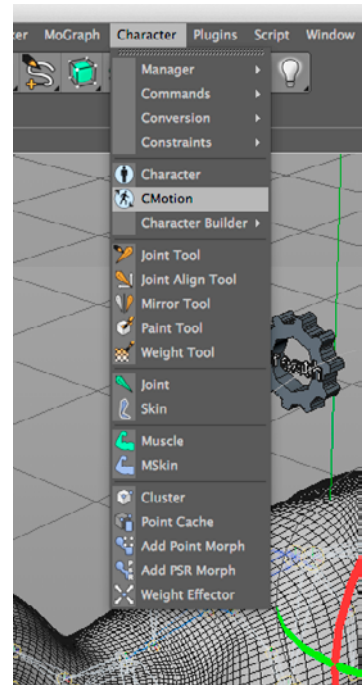 MoGraph Character Plugins Script Window
Manager
Commands
Conversion
Constraints
Character
CMotion
Character Builder
Joint Tool
Joint Align Tool
Mirror Tool
Paint Tool
Weight Tool
Joint
Skin
Muscle
MSkin
Cluster
Point Cache
Add Point Morph
Add PSR Morph
Weight Effector